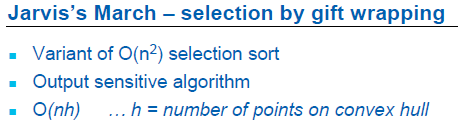 Jarvis's March – selection by gift wrapping
▪ Variant of O(n²) selection sort
▪ Output sensitive algorithm
▪ O(nh) … h = number of points on convex hull